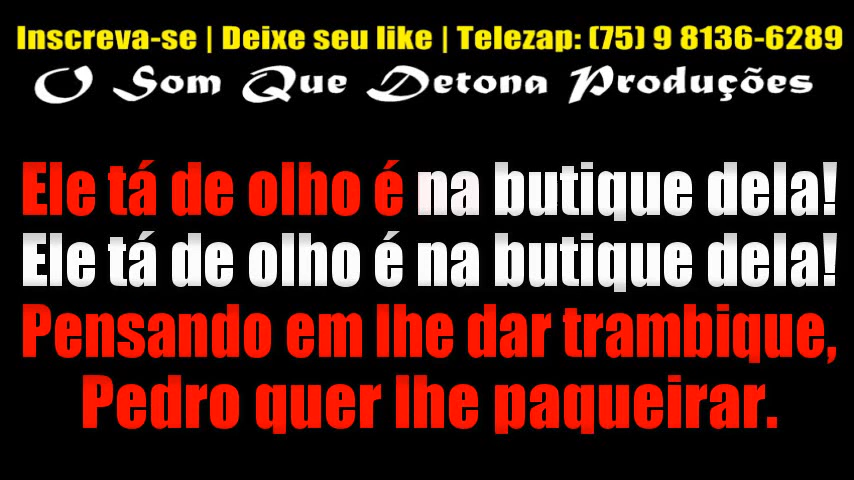 Inscreva-se | Deixe seu like | Telezap: (75) 9 8136-6289
O Som Que Detona Produções
Ele tá de olho é na butique dela!
Ele tá de olho é na butique dela!
Pensando em lhe dar trambique,
Pedro quer lhe paqueirar.